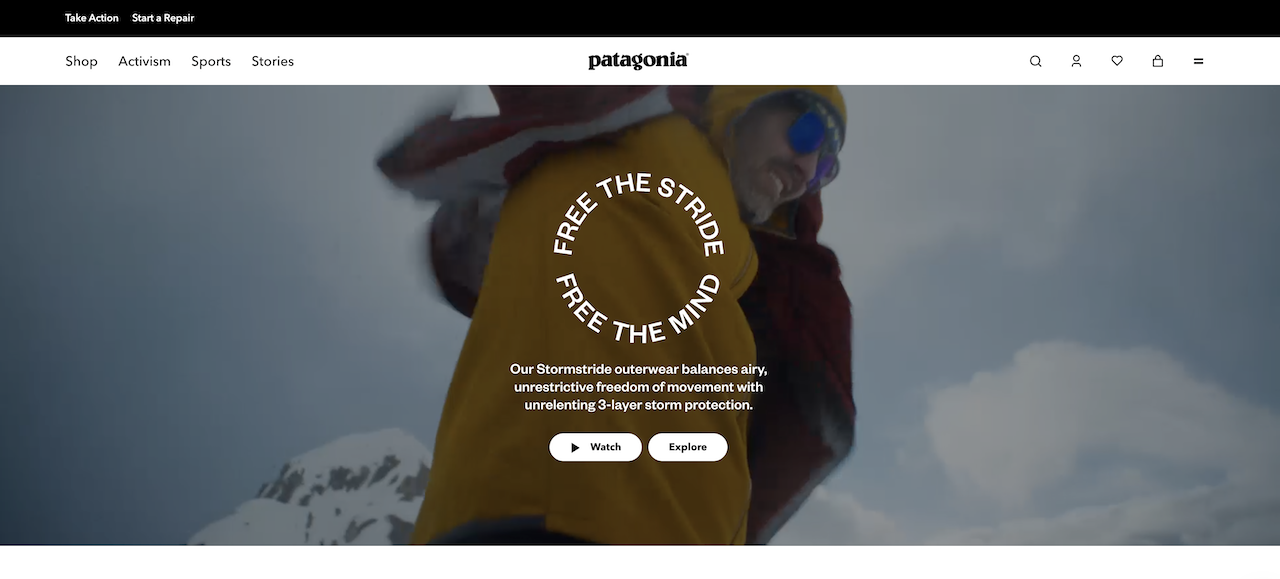 Take Action Start a Repair
Shop Activism Sports Stories
patagonia®
FREE THE STRIDE
FREE THE MIND
Our Stormstride outerwear balances airy,
unrestrictive freedom of movement with
unrelenting 3-layer storm protection.
Watch Explore